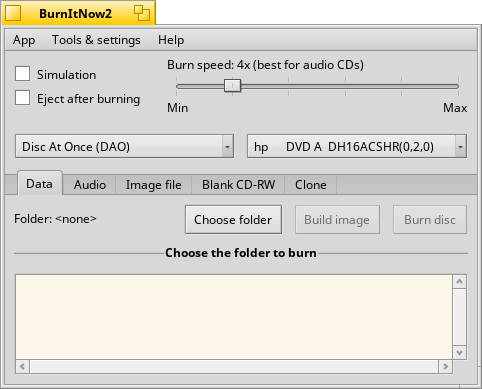 BurnItNow2
App Tools & settings Help
Simulation
Eject after burning
Burn speed: 4x (best for audio CDs)
Min Max
Disc At Once (DAO)
hp DVD A DH16ACSHR(0,2,0)
Data Audio Image file Blank CD-RW Clone
Folder: <none> Choose folder Build image Burn disc
Choose the folder to burn